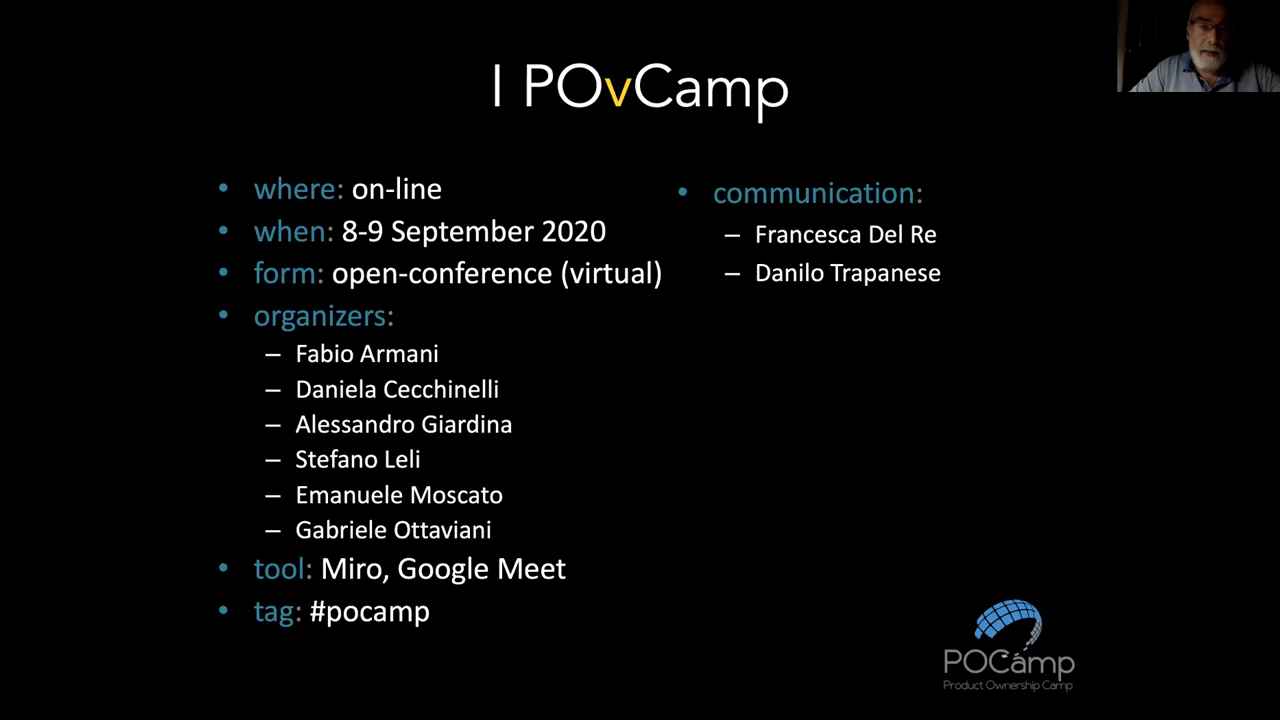 I POvCamp
• where: on-line
• when: 8-9 September 2020
• form: open-conference (virtual)
• organizers:
– Fabio Armani
– Daniela Cecchinelli
– Alessandro Giardina
– Stefano Leli
– Emanuele Moscato
– Gabriele Ottaviani
• tool: Miro, Google Meet
• tag: #pocamp
• communication:
– Francesca Del Re
– Danilo Trapanese
POCamp
Product Ownership Camp